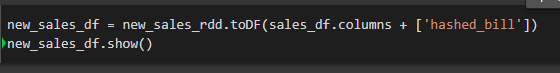 new_sales_df = new_sales_rdd.toDF(sales_df.columns + ['hashed_bill'])
new_sales_df.show()